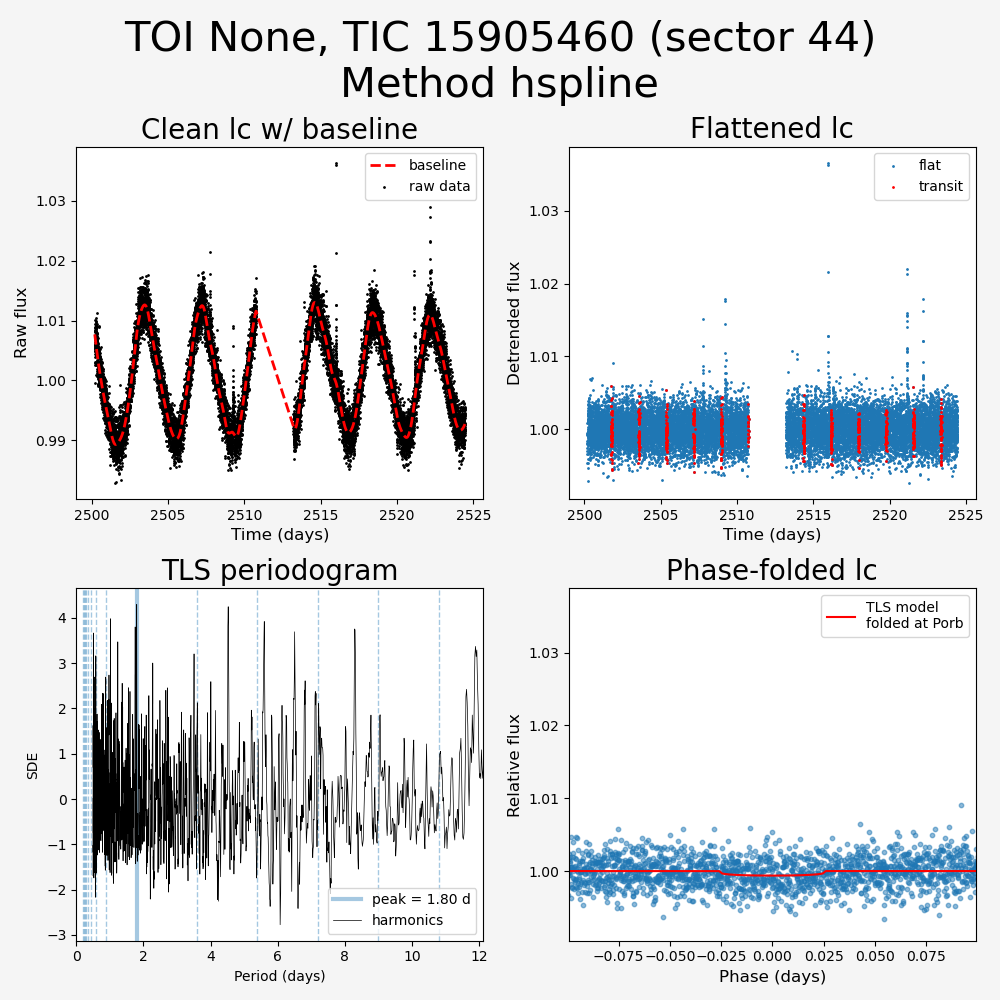 TOI None, TIC 15905460 (sector 44)
Method hspline
Clean lc w/ baseline
Raw flux
1.03
1.02
1.01
1.00
0.99
baseline
raw data
2500
2505
2510
2515
2520
2525
Time (days)
Flattened lc
Detrended flux
1.03
1.02
1.01
1.00
flat
transit
2500
2505
2510
2515
2520
2525
Time (days)
TLS periodogram
SDE
4
3
2
1
0
−1
−2
−3
peak = 1.80 d
harmonics
0
2
4
6
8
10
12
Period (days)
Phase-folded lc
Relative flux
1.03
1.02
1.01
1.00
TLS model
folded at Porb
−0.075
−0.050
−0.025
0.000
0.025
0.050
0.075
Phase (days)